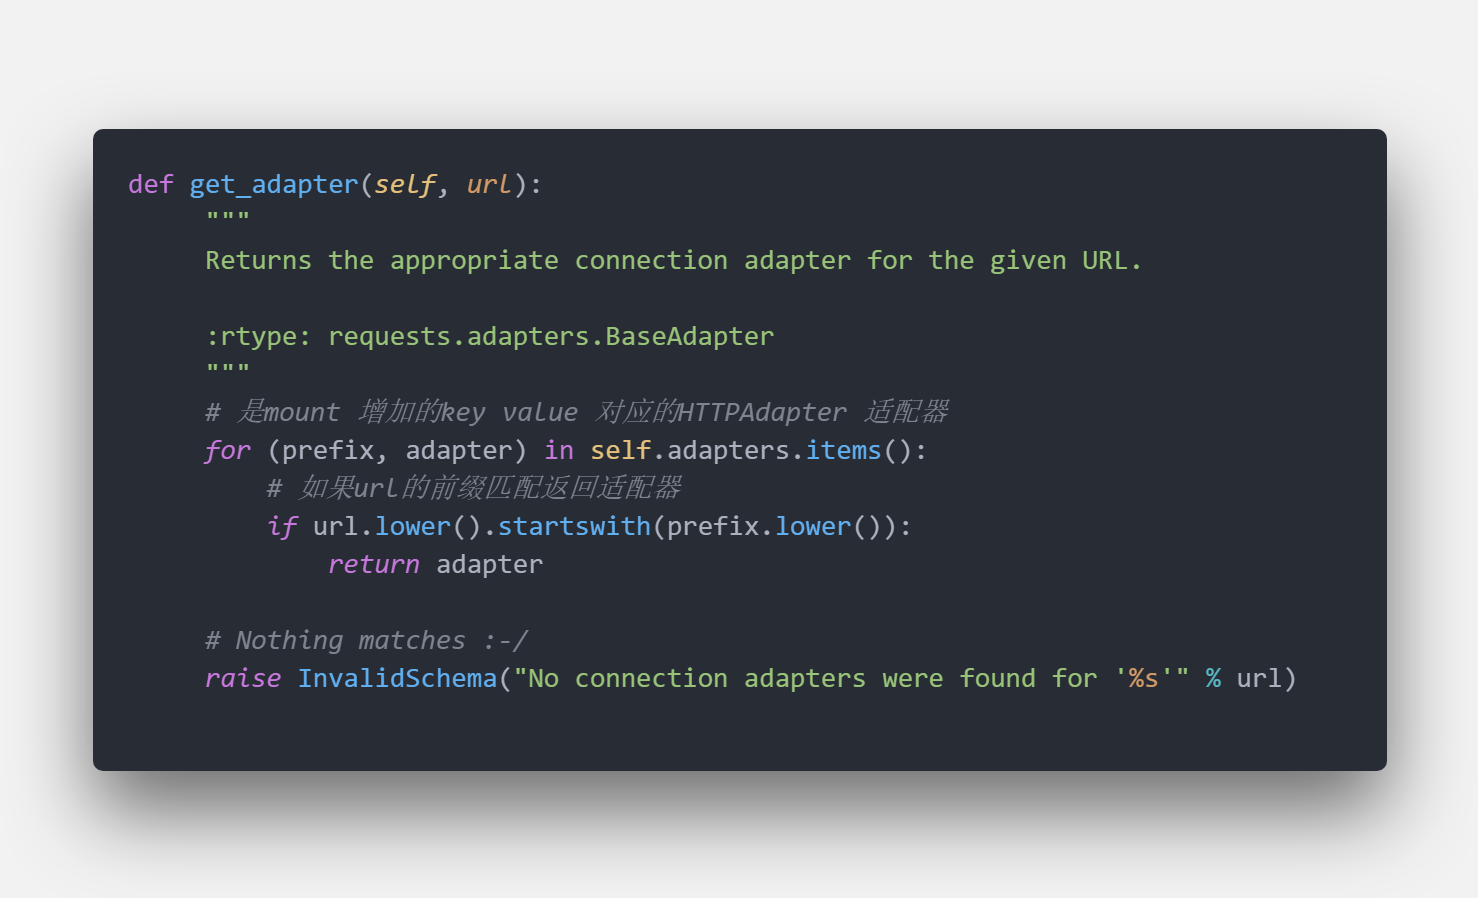 def get_adapter(self, url):
"""
Returns the appropriate connection adapter for the given URL.
:rtype: requests.adapters.BaseAdapter
"""
# 是mount 增加的key value 对应的HTTPAdapter 适配器
for (prefix, adapter) in self.adapters.items():
# 如果url的前缀匹配返回适配器
if url.lower().startswith(prefix.lower()):
return adapter
# Nothing matches :-/
raise InvalidSchema("No connection adapters were found for '%s'" % url)